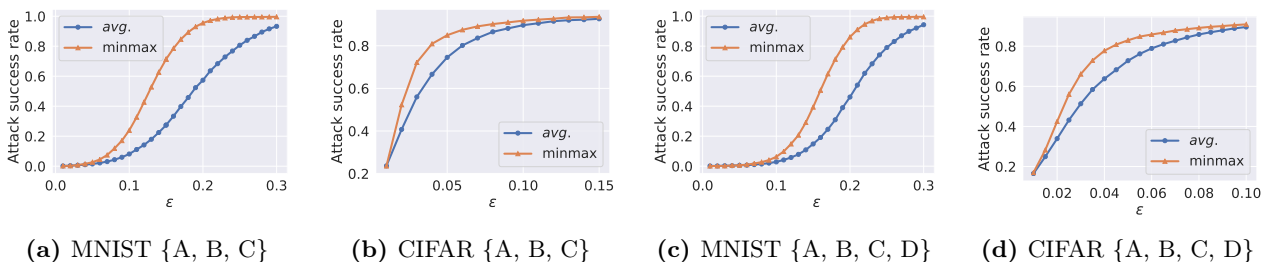 Attack success rate
1.0
0.8
0.6
0.4
0.2
0.0
avg.
minmax
0.0 0.1 0.2 0.3
ε
(a) MNIST {A, B, C}
Attack success rate
0.8
0.6
0.4
0.2
avg.
minmax
0.05 0.10 0.15
ε
(b) CIFAR {A, B, C}
Attack success rate
1.0
0.8
0.6
0.4
0.2
0.0
avg.
minmax
0.0 0.1 0.2 0.3
ε
(c) MNIST {A, B, C, D}
Attack success rate
0.8
0.6
0.4
0.2
avg.
minmax
0.02 0.04 0.06 0.08 0.10
ε
(d) CIFAR {A, B, C, D}